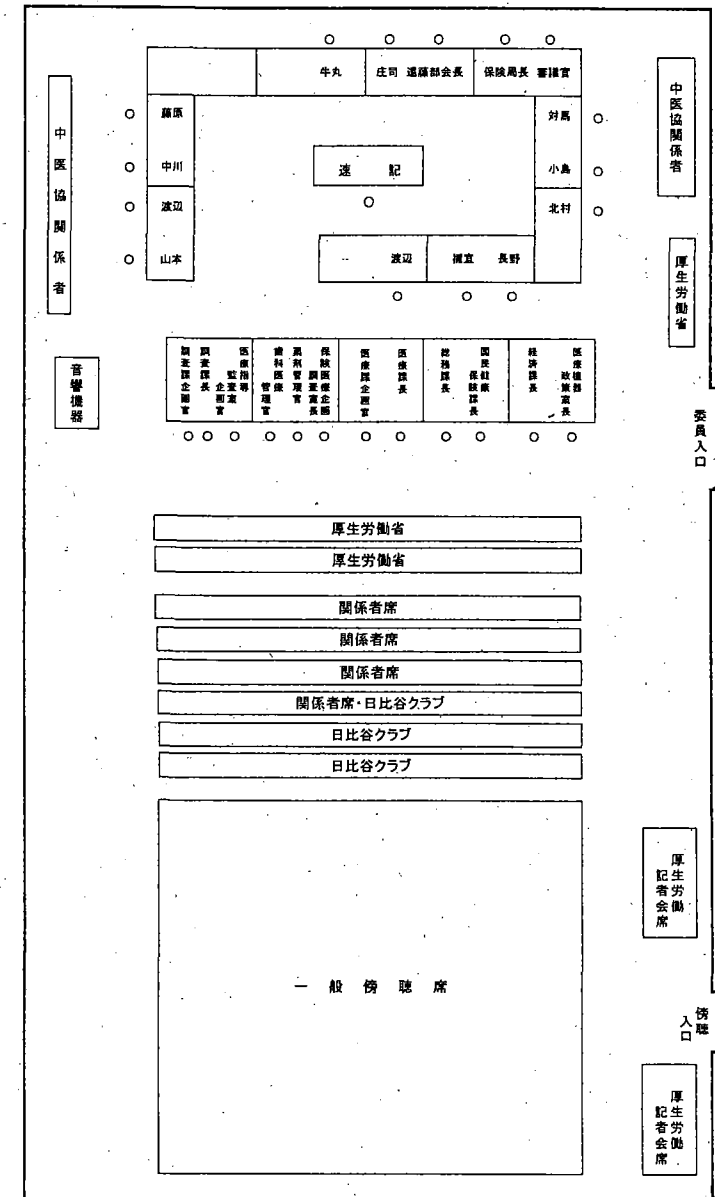 牛丸
庄司 遠藤部会長
保険局長 審議官
中医協関係者
藤原
中川
渡辺
山本
速記
対馬
小島
北村
中医協関係者
渡辺
長野
厚生労働省
音響機器
調査課企画官
調査課長
医療指導
監査室
企画官
歯科医療
管理官
薬剤管理官
保険医療企画
調査室長
医療課企画官
医療課長
総務課長
国民健康
保険課長
経済課長
医療機器
政策室長
委員入口
厚生労働省
厚生労働省
関係者席
関係者席
関係者席
関係者席・日比谷クラブ
日比谷クラブ
日比谷クラブ
一般傍聴席
厚生労働
記者会席
傍聴
入口
厚生労働
記者会席